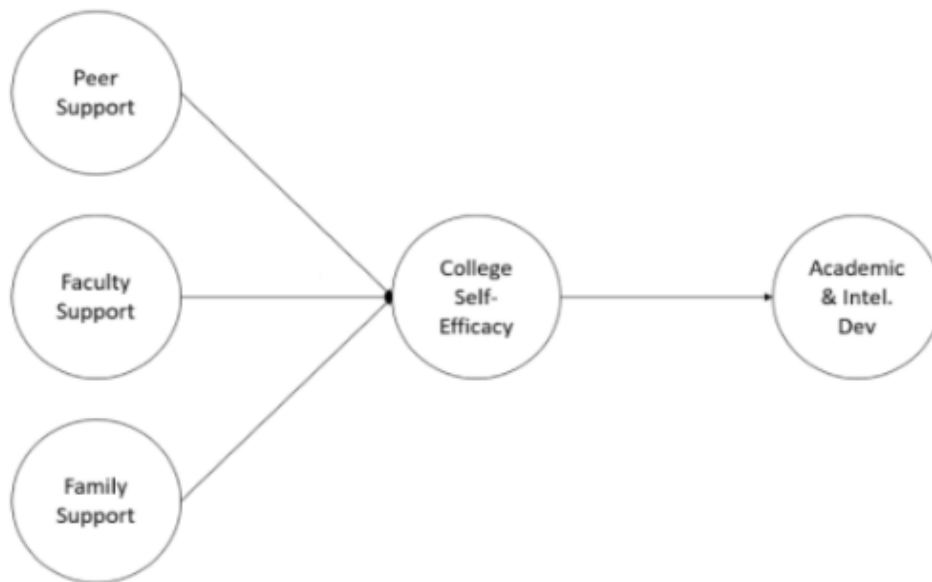 Peer
Support
Faculty
Support
Family
Support
College
Self-
Efficacy
Academic
& Intel.
Dev